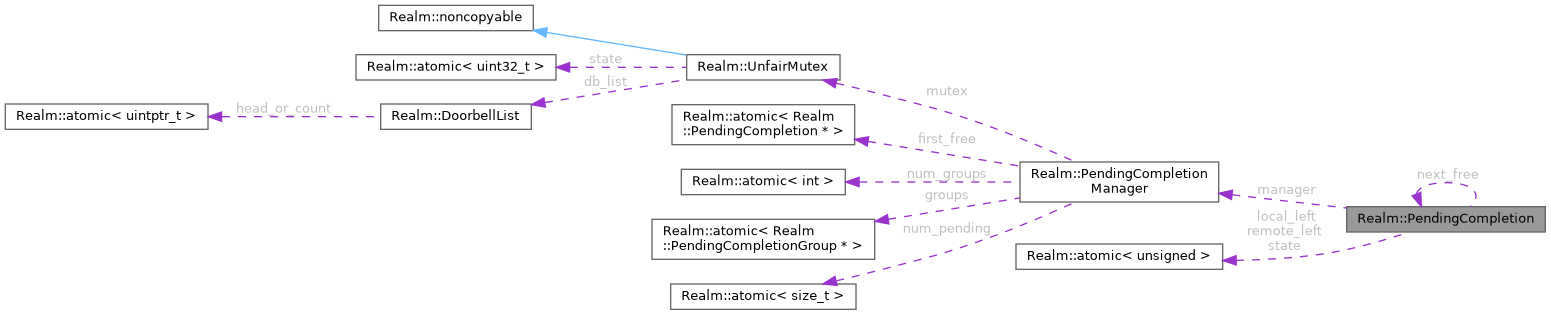 Realm::noncopyable
Realm::atomic< uint32_t >
state
Realm::UnfairMutex
db_list
Realm::atomic< uintptr_t >
head_or_count
Realm::DoorbellList
mutex
Realm::atomic< Realm
::PendingCompletion * >
first_free
Realm::atomic< int >
num_groups
Realm::PendingCompletion
Manager
groups
manager
next_free
Realm::PendingCompletion
Realm::atomic< Realm
::PendingCompletionGroup * >
num_pending
local_left
remote_left
state
Realm::atomic< unsigned >
Realm::atomic< size_t >